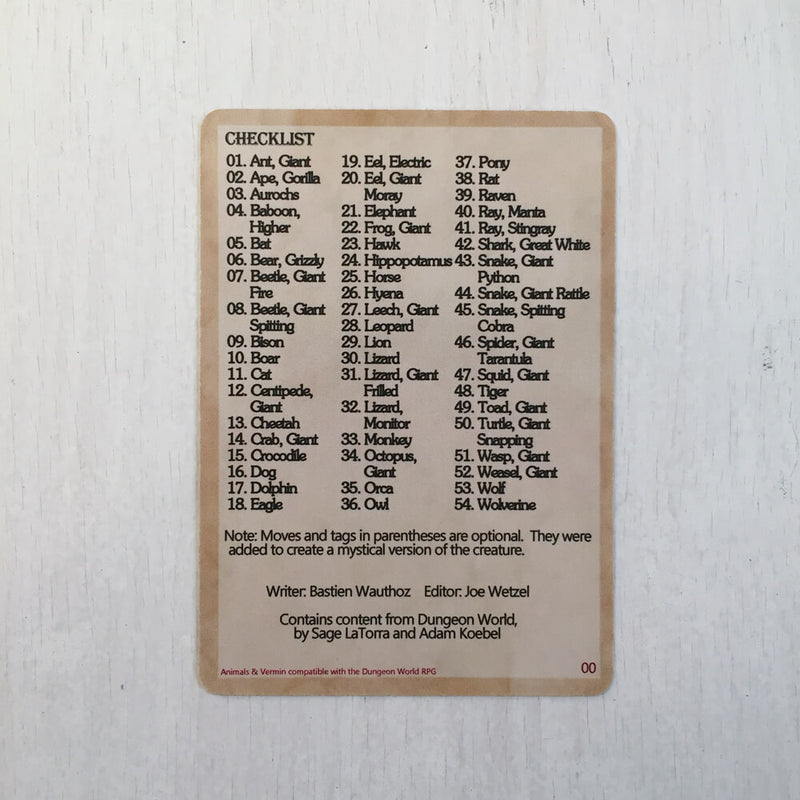 CHECKLIST
01. Ant, Giant
02. Ape, Gorilla
03. Aurochs
04. Baboon,
Higher
05. Bat
06. Bear, Grizzly
07. Beetle, Giant
Fire
08. Beetle, Giant
Spitting
09. Bison
10. Boar
11. Cat
12. Centipede,
Giant
13. Cheetah
14. Crab, Giant
15. Crocodile
16. Dog
17. Dolphin
18. Eagle
19. Eel, Electric
20. Eel, Giant
Moray
21. Elephant
22. Frog, Giant
23. Hawk
24. Hippopotamus
25. Horse
26. Hyena
27. Leech, Giant
28. Leopard
29. Lion
30. Lizard
31. Lizard, Giant
Frilled
32. Lizard,
Monitor
33. Monkey
34. Octopus,
Giant
35. Orca
36. Owl
37. Pony
38. Rat
39. Raven
40. Ray, Manta
41. Ray, Stingray
42. Shark, Great White
43. Snake, Giant
Python
44. Snake, Giant Rattle
45. Snake, Spitting
Cobra
46. Spider, Giant
Tarantula
47. Squid, Giant
48. Tiger
49. Toad, Giant
50. Turtle, Giant
Snapping
51. Wasp, Giant
52. Weasel, Giant
53. Wolf
54. Wolverine
Note: Moves and tags in parentheses are optional. They were
added to create a mystical version of the creature.
Writer: Bastien Wauthoz Editor: Joe Wetzel
Contains content from Dungeon World,
by Sage LaTorra and Adam Koebel
Animals & Vermin compatible with the Dungeon World RPG
00